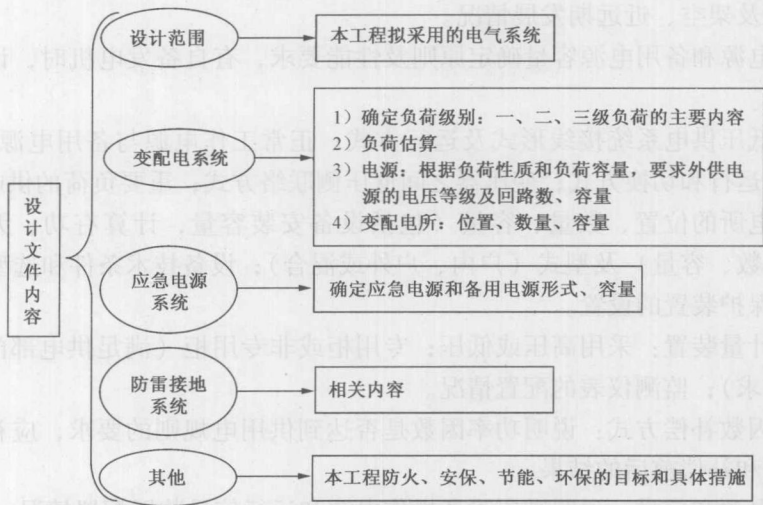 设计文件内容
设计范围
本工程拟采用的电气系统
变配电系统
1）确定负荷级别：一、二、三级负荷的主要内容
2）负荷估算
3）电源：根据负荷性质和负荷容量，要求外供电
源的电压等级及回路数、容量
4）变配电所：位置、数量、容量
应急电源
系统
确定应急电源和备用电源形式、容量
防雷接地
系统
相关内容
其他
本工程防火、安保、节能、环保的目标和具体措施